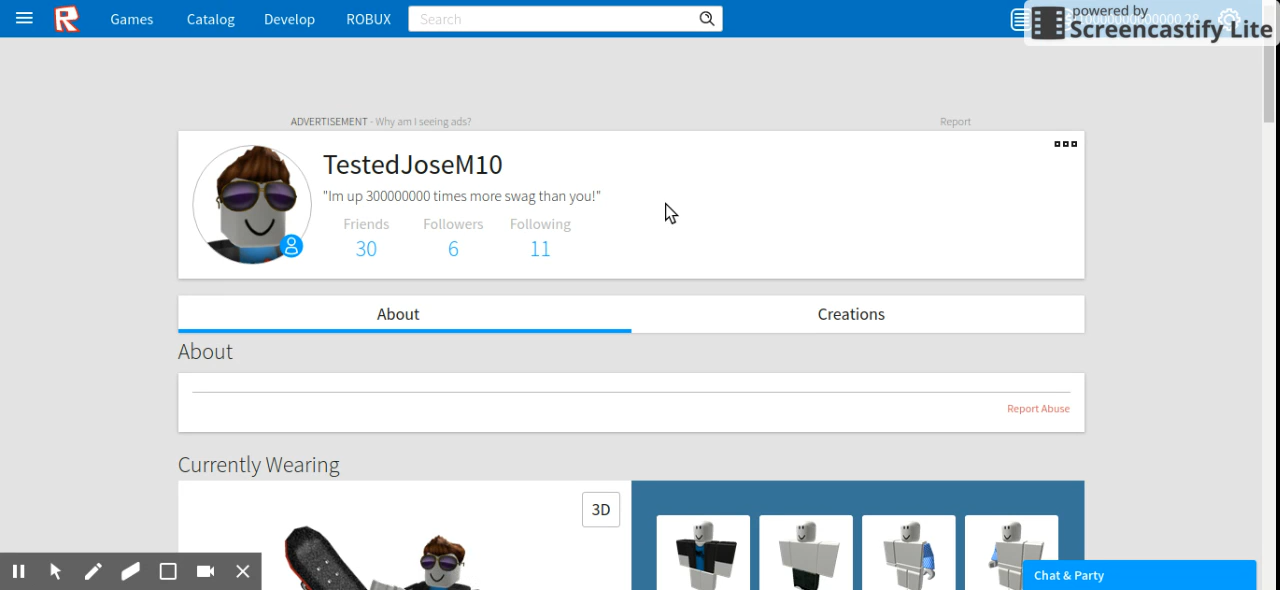 Games Catalog Develop ROBUX Search
powered by
Screencastify Lite
ADVERTISEMENT - Why am I seeing ads? Report
TestedJoseM10
"Im up 300000000 times more swag than you!"
Friends Followers Following
30 6 11
About Creations
About
Report Abuse
Currently Wearing
3D
Chat & Party